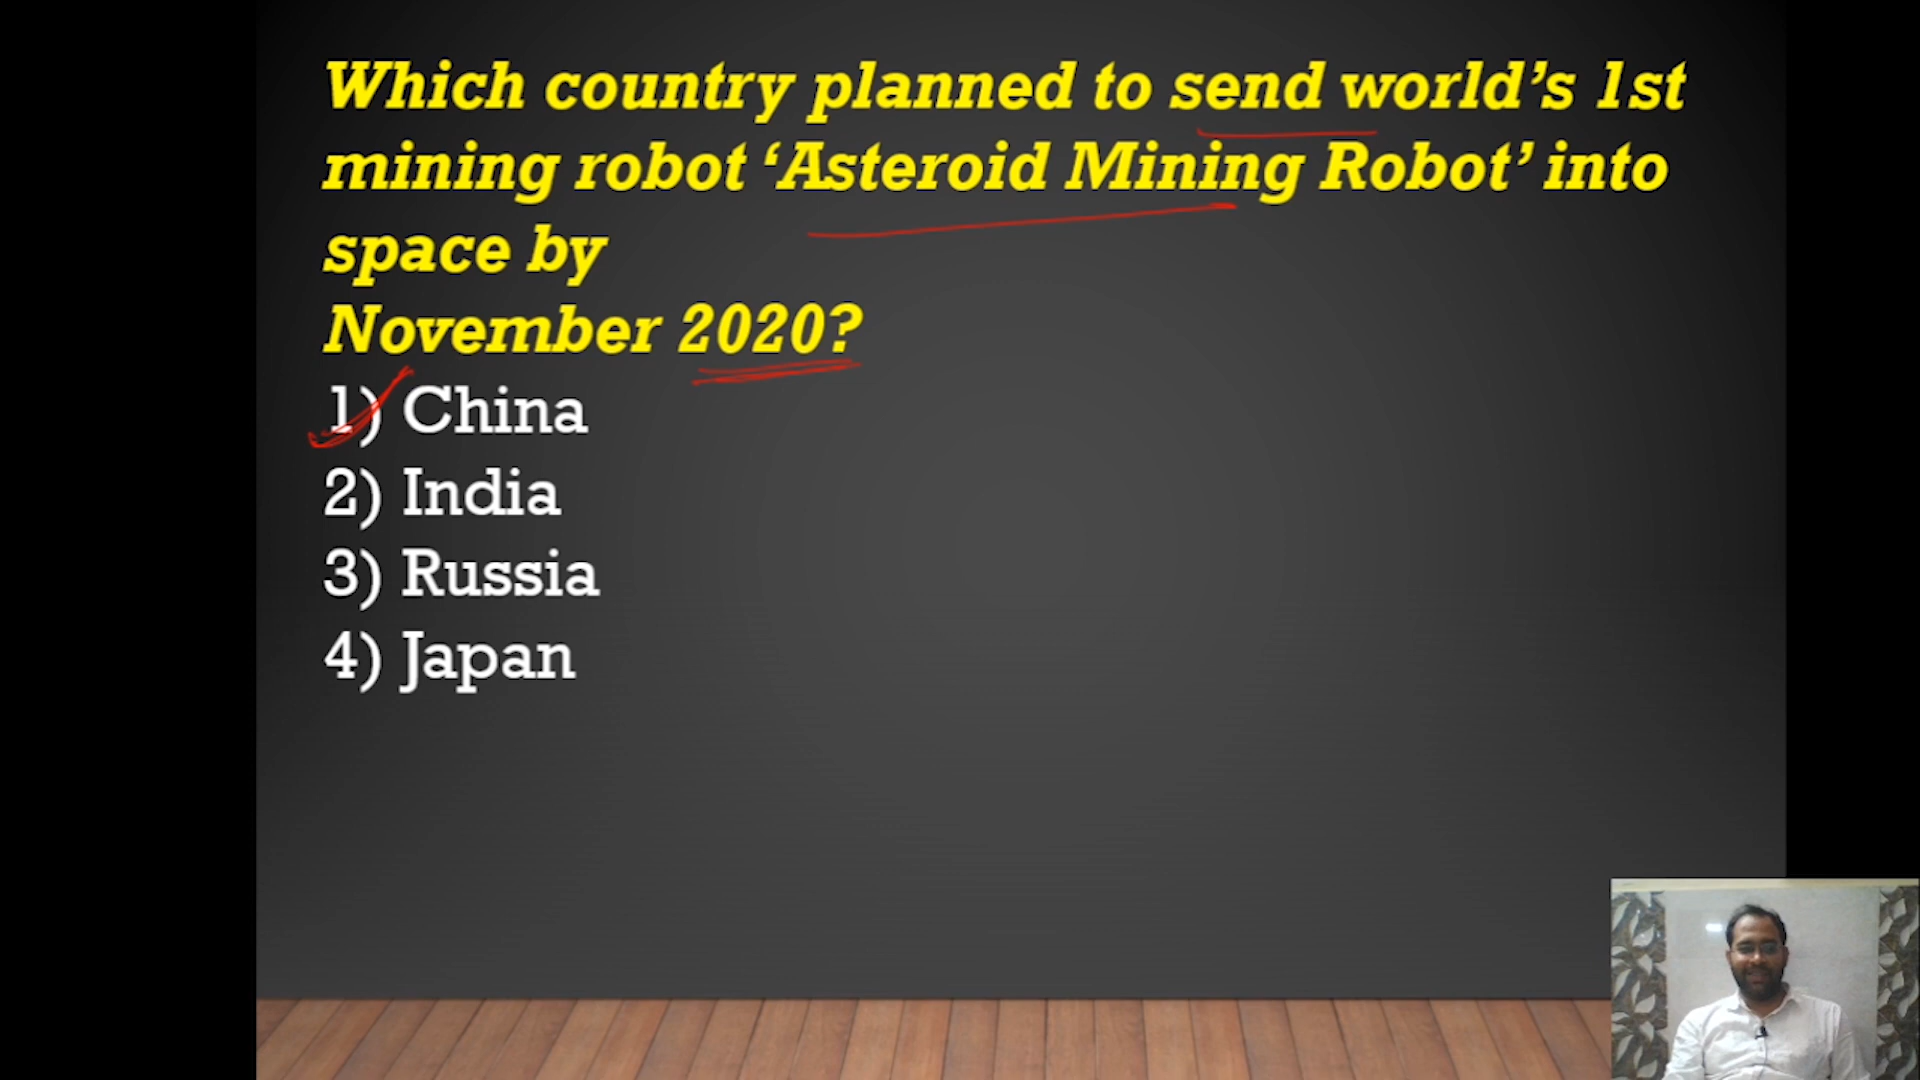 Which country planned to send world’s 1st
mining robot ‘Asteroid Mining Robot’ into
space by
November 2020?
1) China
2) India
3) Russia
4) Japan